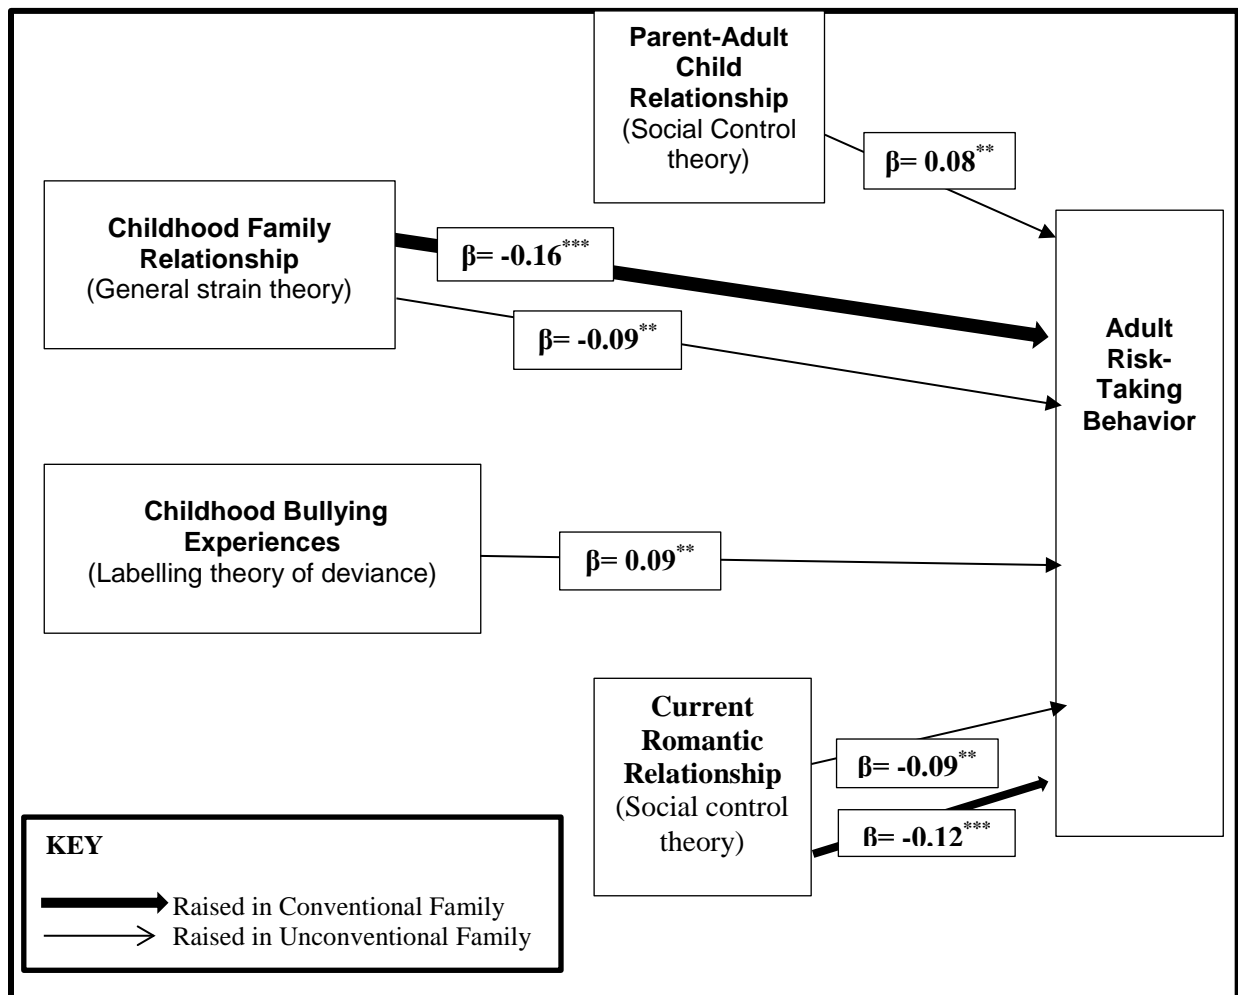 Parent-Adult
Child
Relationship
(Social Control
theory)
β= 0.08**
Childhood Family
Relationship
(General strain theory)
β= -0.16***
β= -0.09**
Adult
Risk-
Taking
Behavior
Childhood Bullying
Experiences
(Labelling theory of deviance)
β= 0.09**
Current
Romantic
Relationship
(Social control
theory)
β= -0.09**
β= -0.12***
KEY
Raised in Conventional Family
Raised in Unconventional Family